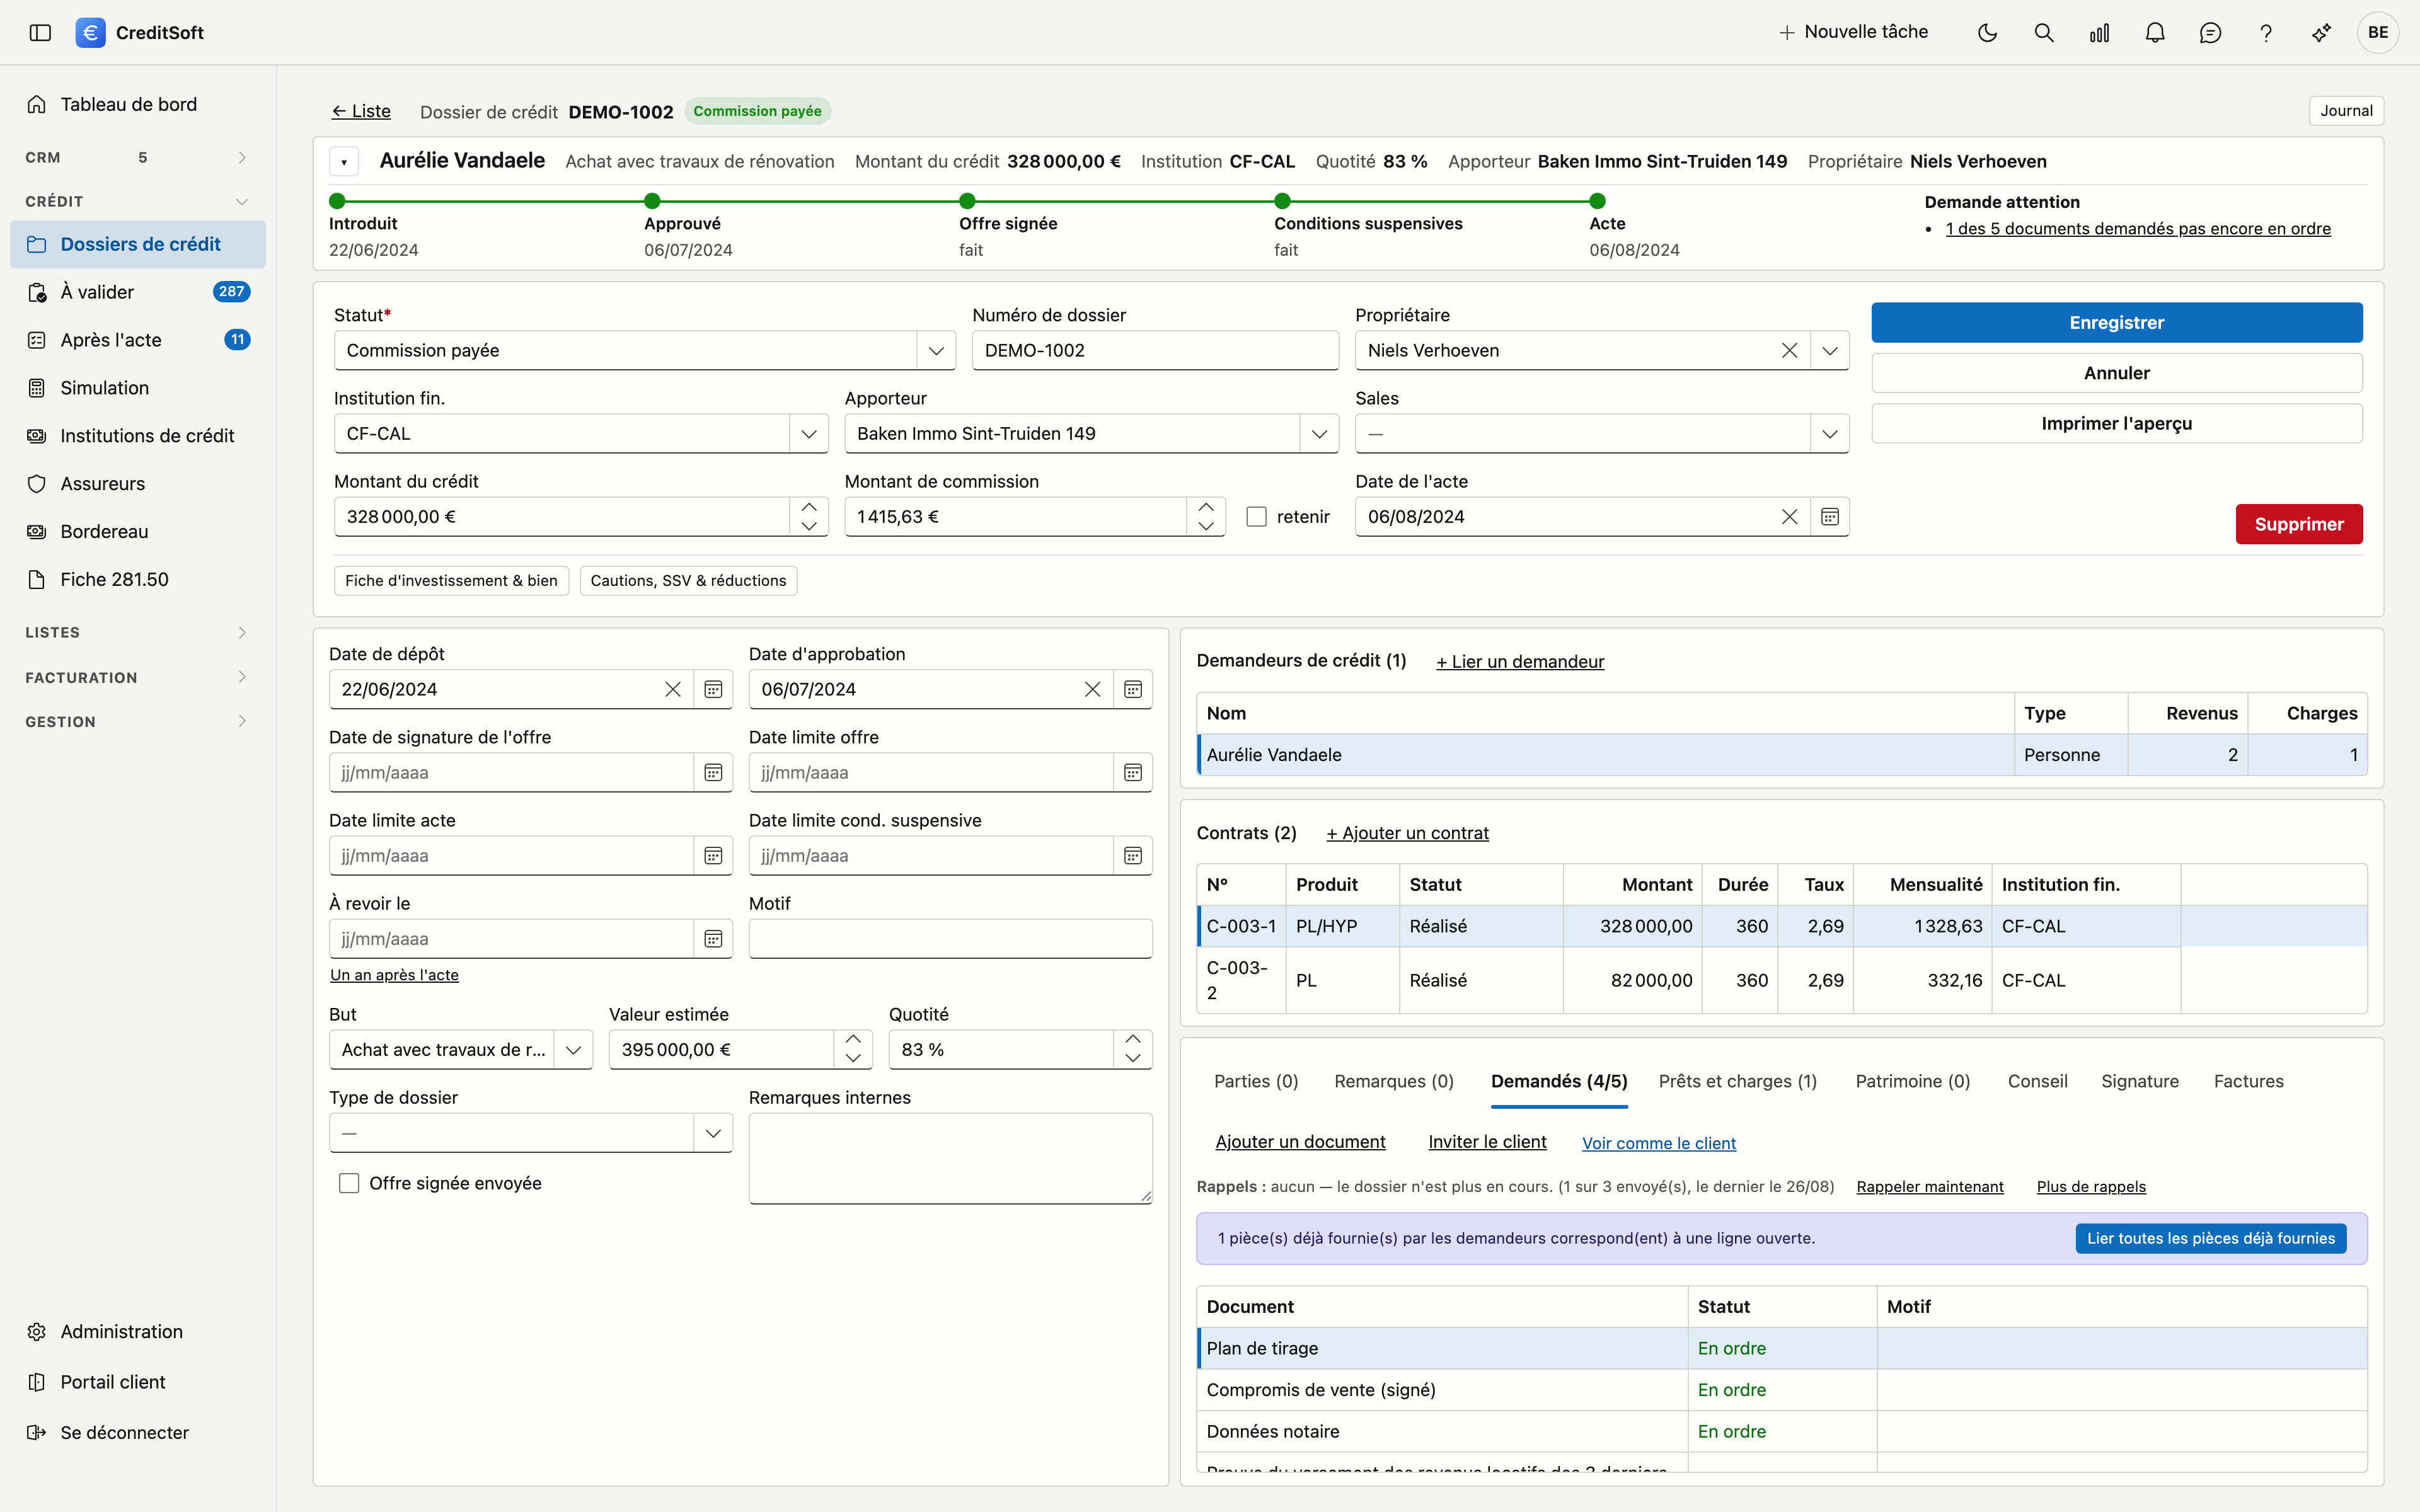 CreditSoft
Nouvelle tâche
BE
Tableau de bord
CRM 5
CRÉDIT
Dossiers de crédit
À valider 287
Après l'acte 11
Simulation
Institutions de crédit
Assureurs
Bordereau
Fiche 281.50
LISTES
FACTURATION
GESTION
Administration
Portail client
Se déconnecter
← Liste Dossier de crédit DEMO-1002 Commission payée
Journal
Aurélie Vandaele Achat avec travaux de rénovation Montant du crédit 328 000,00 € Institution CF-CAL Quotité 83 % Apporteur Baken Immo Sint-Truiden 149 Propriétaire Niels Verhoeven
Introduit Approuvé Offre signée Conditions suspensives Acte
22/06/2024 06/07/2024 fait fait 06/08/2024
Demande attention
• 1 des 5 documents demandés pas encore en ordre
Statut* Numéro de dossier Propriétaire
Commission payée DEMO-1002 Niels Verhoeven
Institution fin. Apporteur Sales
CF-CAL Baken Immo Sint-Truiden 149 —
Montant du crédit Montant de commission Date de l'acte
328 000,00 € 1 415,63 € retenir 06/08/2024
Enregistrer
Annuler
Imprimer l'aperçu
Supprimer
Fiche d'investissement & bien Cautions, SSV & réductions
Date de dépôt Date d'approbation
22/06/2024 06/07/2024
Date de signature de l'offre Date limite offre
jj/mm/aaaa jj/mm/aaaa
Date limite acte Date limite cond. suspensive
jj/mm/aaaa jj/mm/aaaa
À revoir le Motif
jj/mm/aaaa
Un an après l'acte
But Valeur estimée Quotité
Achat avec travaux de r... 395 000,00 € 83 %
Type de dossier Remarques internes
—
Offre signée envoyée
Demandeurs de crédit (1) + Lier un demandeur
Nom Type Revenus Charges
Aurélie Vandaele Personne 2 1
Contrats (2) + Ajouter un contrat
N° Produit Statut Montant Durée Taux Mensualité Institution fin.
C-003-1 PL/HYP Réalisé 328 000,00 360 2,69 1 328,63 CF-CAL
C-003-2 PL Réalisé 82 000,00 360 2,69 332,16 CF-CAL
Parties (0) Remarques (0) Demandés (4/5) Prêts et charges (1) Patrimoine (0) Conseil Signature Factures
Ajouter un document Inviter le client Voir comme le client
Rappels : aucun — le dossier n'est plus en cours. (1 sur 3 envoyé(s), le dernier le 26/08) Rappeler maintenant Plus de rappels
1 pièce(s) déjà fournie(s) par les demandeurs correspond(ent) à une ligne ouverte. Lier toutes les pièces déjà fournies
Document Statut Motif
Plan de tirage En ordre
Compromis de vente (signé) En ordre
Données notaire En ordre
Preuve du versement des revenus locatifs des 3 derniers